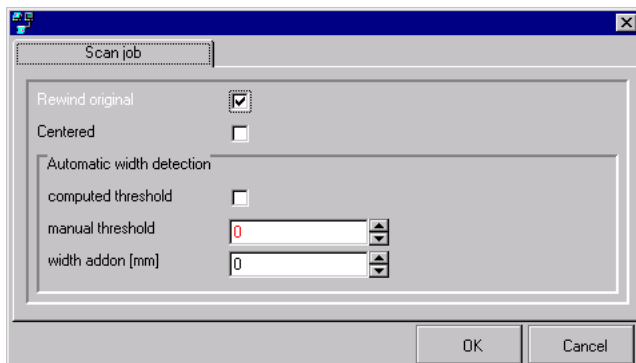 Scan job
Rewind original
Centered
Automatic width detection
computed threshold
manual threshold 0
width addon [mm] 0
OK Cancel